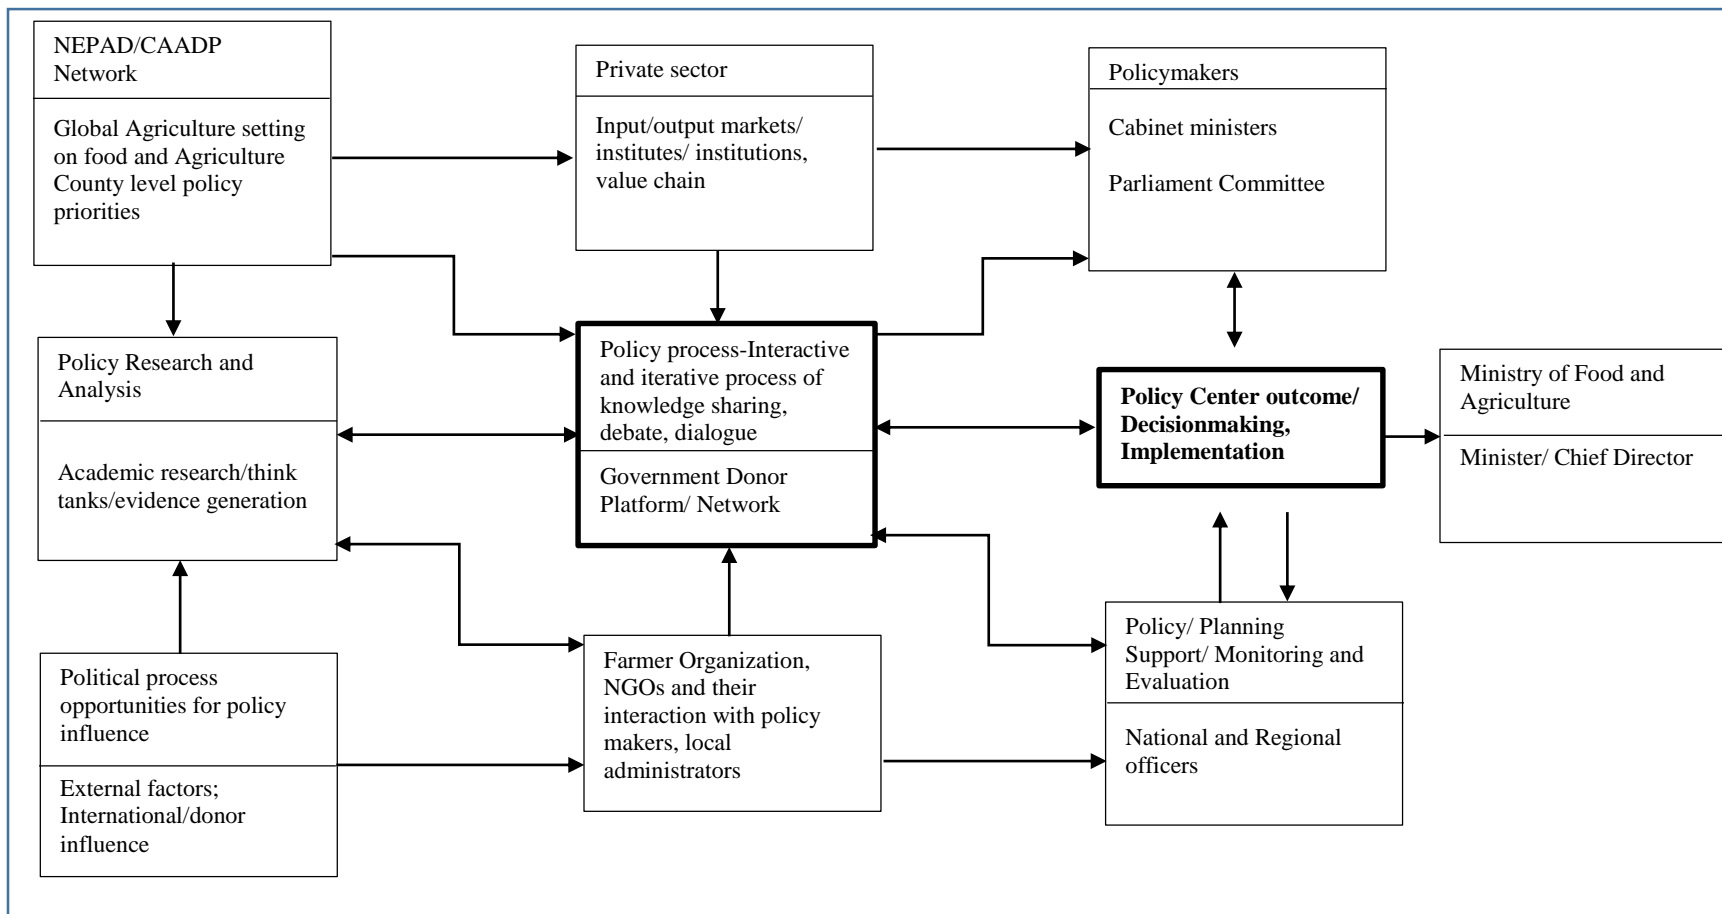 NEPAD/CAADP
Network
Global Agriculture setting
on food and Agriculture
County level policy
priorities
Private sector
Input/output markets/
institutes/ institutions,
value chain
Policymakers
Cabinet ministers
Parliament Committee
Policy Research and
Analysis
Academic research/think
tanks/evidence generation
Policy process-Interactive
and iterative process of
knowledge sharing,
debate, dialogue
Government Donor
Platform/ Network
Policy Center outcome/
Decisionmaking,
Implementation
Ministry of Food and
Agriculture
Minister/ Chief Director
Political process
opportunities for policy
influence
External factors;
International/donor
influence
Farmer Organization,
NGOs and their
interaction with policy
makers, local
administrators
Policy/ Planning
Support/ Monitoring and
Evaluation
National and Regional
officers